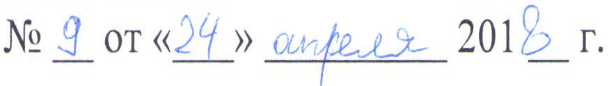 № 9 от «24» апреля 2018 г.